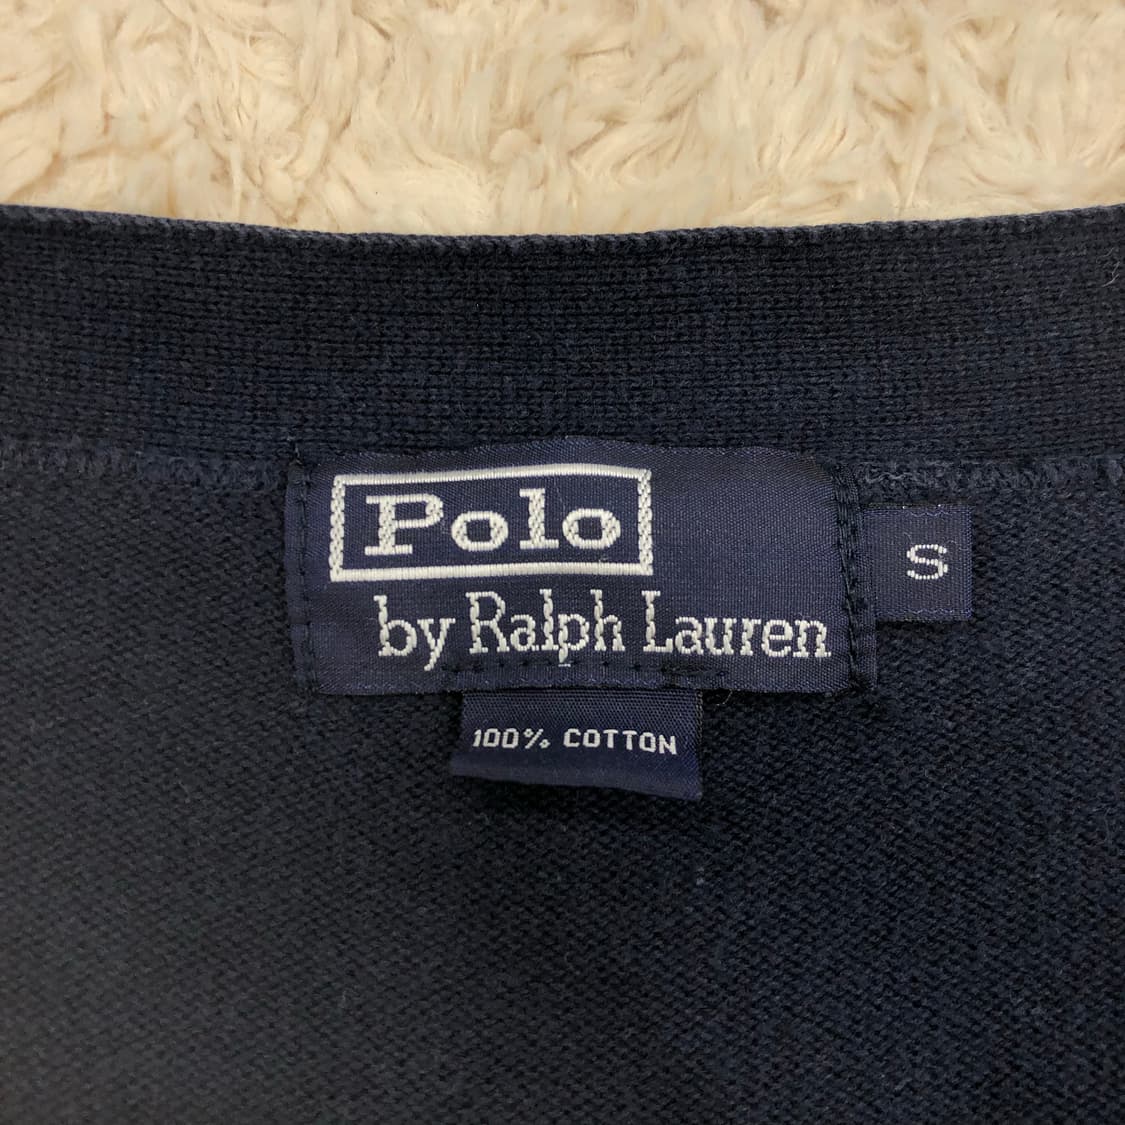 Polo
by Ralph Lauren
S
100% COTTON